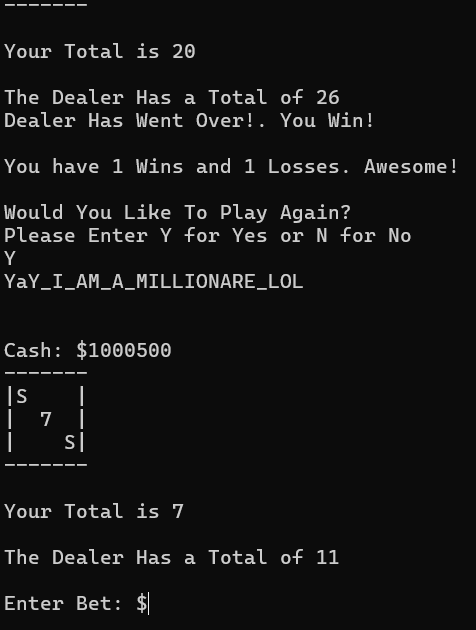 -------
Your Total is 20
The Dealer Has a Total of 26
Dealer Has Went Over!. You Win!
You have 1 Wins and 1 Losses. Awesome!
Would You Like To Play Again?
Please Enter Y for Yes or N for No
Y
YaY_I_AM_A_MILLIONARE_LOL
Cash: $1000500
-------
|S    |
|  7  |
|    S|
-------
Your Total is 7
The Dealer Has a Total of 11
Enter Bet: $